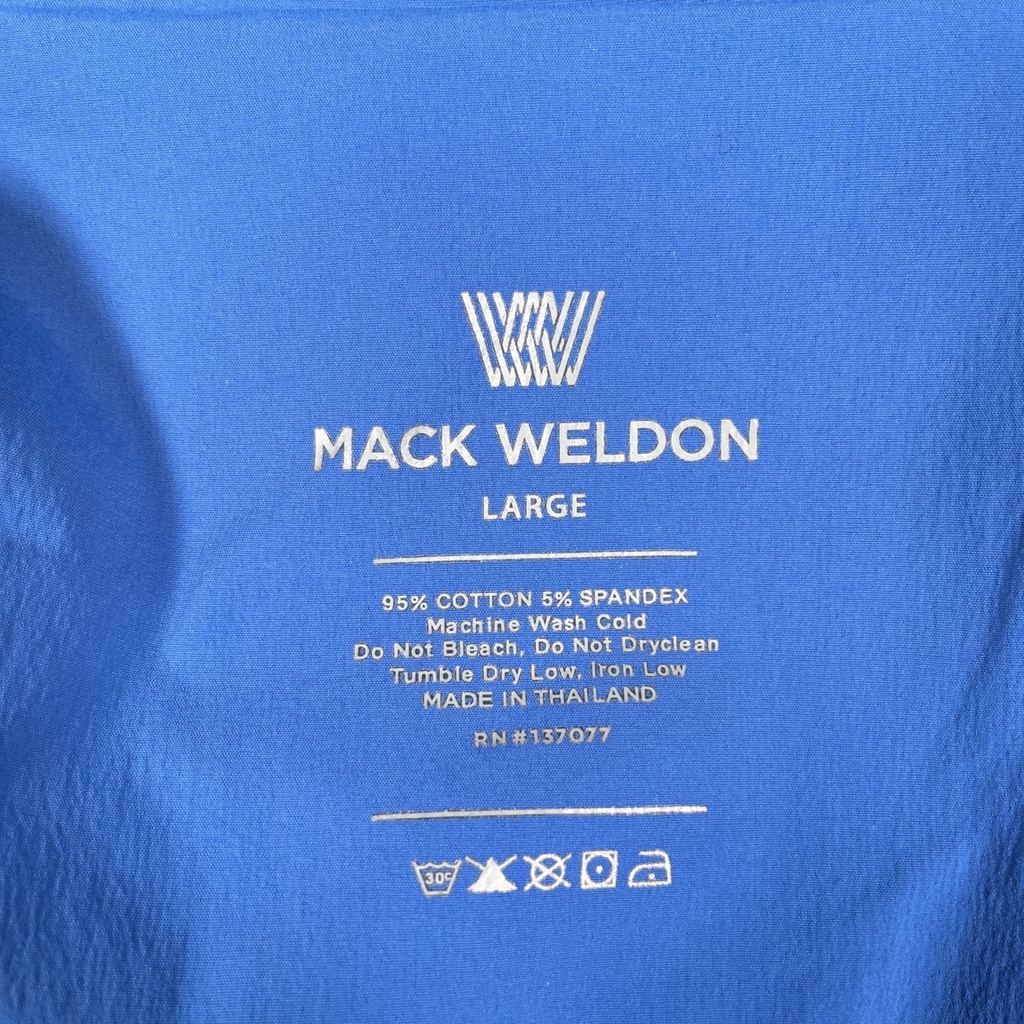 MACK WELDON
LARGE
95% COTTON 5% SPANDEX
Machine Wash Cold
Do Not Bleach, Do Not Dryclean
Tumble Dry Low, Iron Low
MADE IN THAILAND
RN#137077
30c